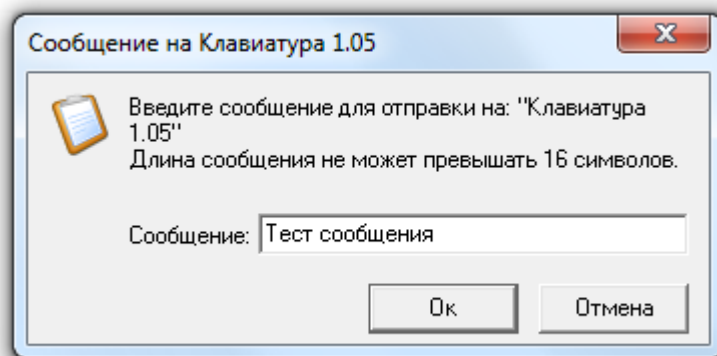 Сообщение на Клавиатура 1.05
Введите сообщение для отправки на: "Клавиатура
1.05"
Длина сообщения не может превышать 16 символов.
Сообщение: Тест сообщения
Ок Отмена